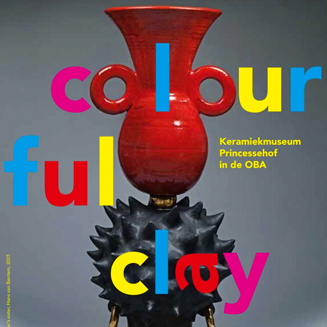 colour
ful
clay
Keramiekmuseum
Princessehof
in de OBA